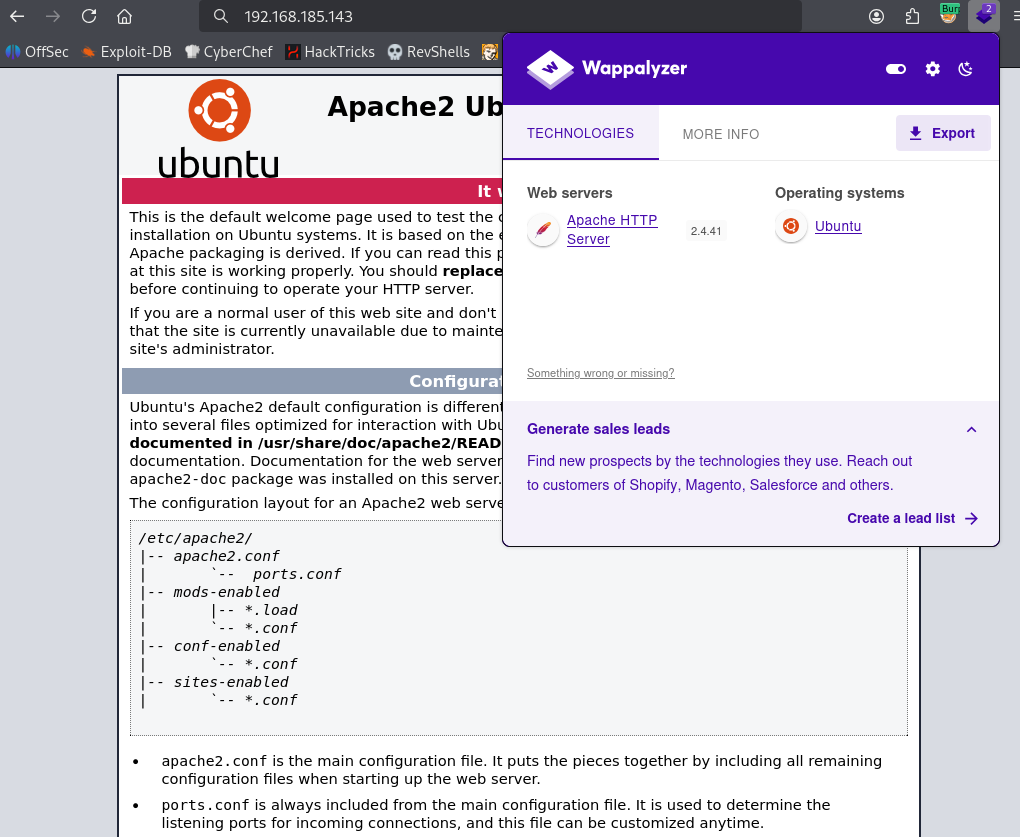 192.168.185.143
Burp
2
OffSec Exploit-DB CyberChef HackTricks RevShells
Wappalyzer
TECHNOLOGIES MORE INFO Export
Web servers Operating systems
Apache HTTP Server 2.4.41 Ubuntu
Something wrong or missing?
Generate sales leads
Find new prospects by the technologies they use. Reach out
to customers of Shopify, Magento, Salesforce and others.
Create a lead list
ubuntu
Apache2 Ub
It w
This is the default welcome page used to test the c
installation on Ubuntu systems. It is based on the e
Apache packaging is derived. If you can read this p
at this site is working properly. You should replace
before continuing to operate your HTTP server.
If you are a normal user of this web site and don't
that the site is currently unavailable due to mainte
site's administrator.
Configurat
Ubuntu's Apache2 default configuration is different
into several files optimized for interaction with Ubu
documented in /usr/share/doc/apache2/READ
documentation. Documentation for the web server
apache2-doc package was installed on this server.
The configuration layout for an Apache2 web serve
/etc/apache2/
|-- apache2.conf
|       `--  ports.conf
|-- mods-enabled
|       |-- *.load
|       `-- *.conf
|-- conf-enabled
|       `-- *.conf
|-- sites-enabled
|       `-- *.conf
• apache2.conf is the main configuration file. It puts the pieces together by including all remaining
configuration files when starting up the web server.
• ports.conf is always included from the main configuration file. It is used to determine the
listening ports for incoming connections, and this file can be customized anytime.